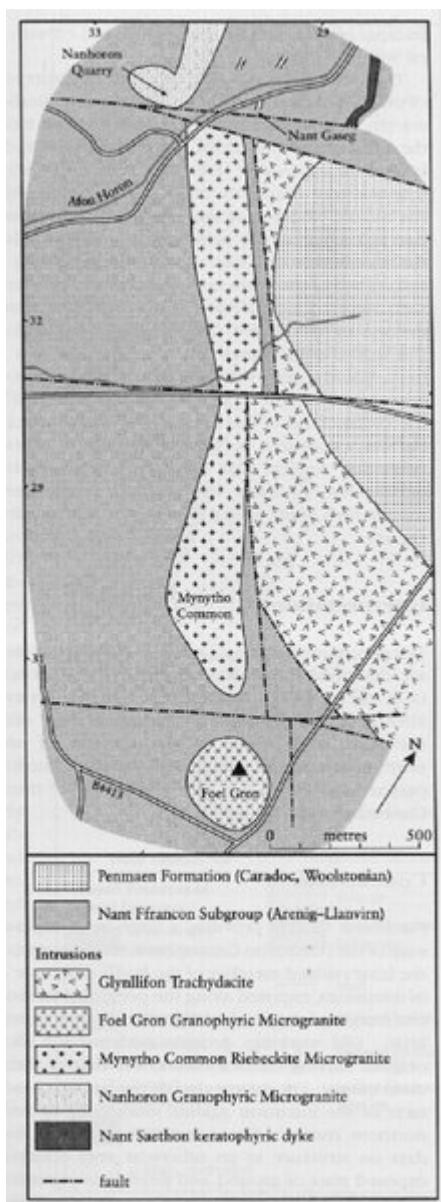 33
29
Nanhoron
Quarry
Nant Gaseg
Afon Horon
32
29
Mynytho
Common
31
Foel Gron
B4413
N
0 metres 500
Penmaen Formation (Caradoc, Woolstonian)
Nant Ffrancon Subgroup (Arenig–Llanvirn)
Intrusions
Glynllifon Trachydacite
Foel Gron Granophyric Microgranite
Mynytho Common Riebeckite Microgranite
Nanhoron Granophyric Microgranite
Nant Saethon keratophyric dyke
fault